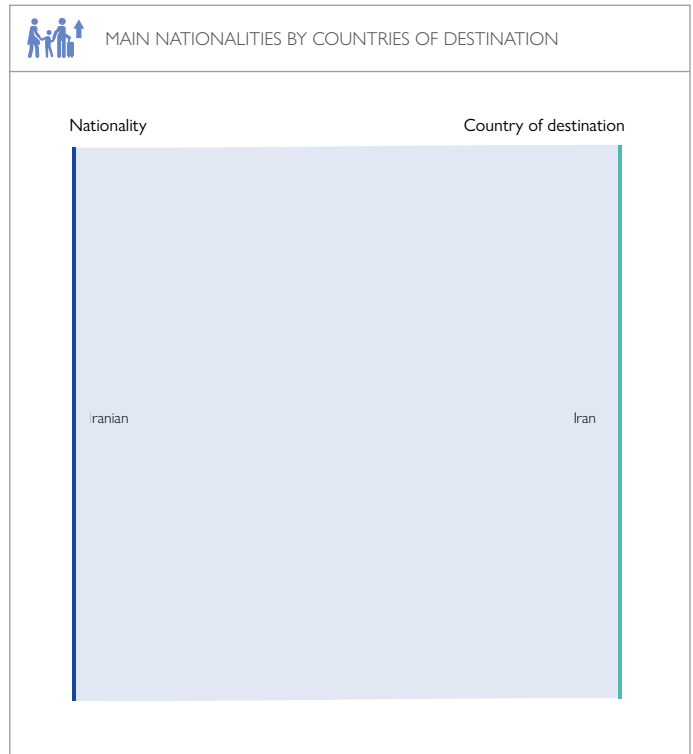 MAIN NATIONALITIES BY COUNTRIES OF DESTINATION
Nationality Country of destination
Iranian Iran